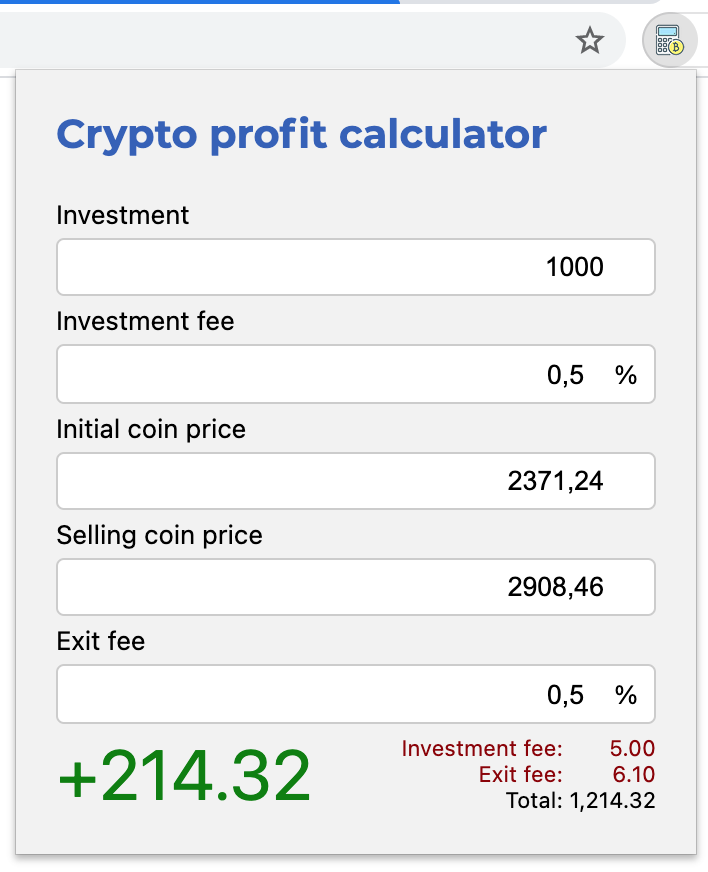 Crypto profit calculator
Investment
1000
Investment fee
0,5 %
Initial coin price
2371,24
Selling coin price
2908,46
Exit fee
0,5 %
+214.32
Investment fee: 5.00
Exit fee: 6.10
Total: 1,214.32